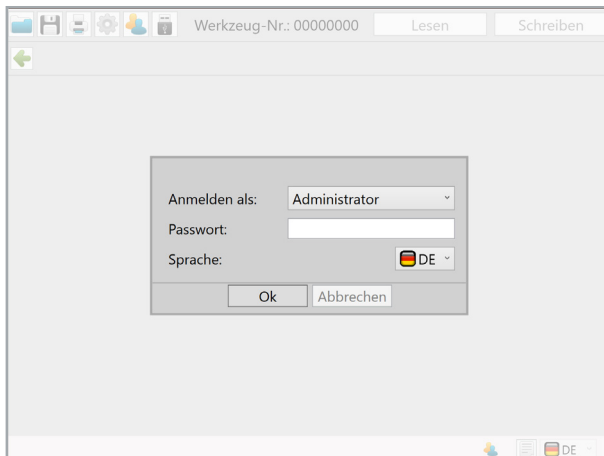 Werkzeug-Nr.: 00000000 Lesen Schreiben
Anmelden als: Administrator
Passwort:
Sprache: DE
Ok Abbrechen
DE